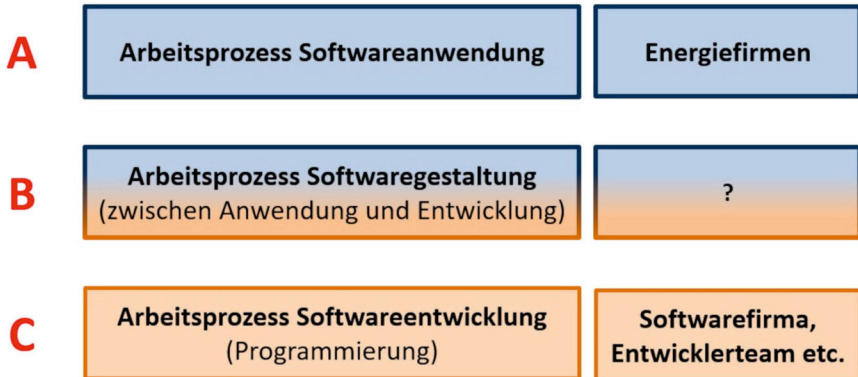 A
Arbeitsprozess Softwareanwendung
Energiefirmen
B
Arbeitsprozess Softwaregestaltung
(zwischen Anwendung und Entwicklung)
?
C
Arbeitsprozess Softwareentwicklung
(Programmierung)
Softwarefirma,
Entwicklerteam etc.